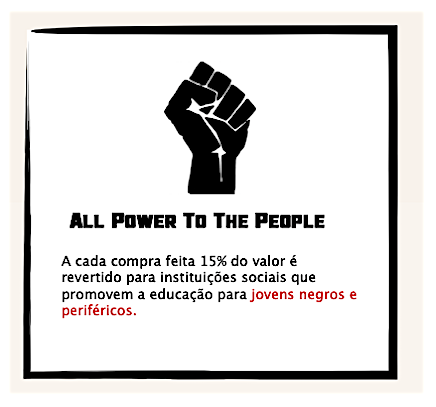 All Power To The People
A cada compra feita 15% do valor é
revertido para instituições sociais que
promovem a educação para jovens negros e
periféricos.